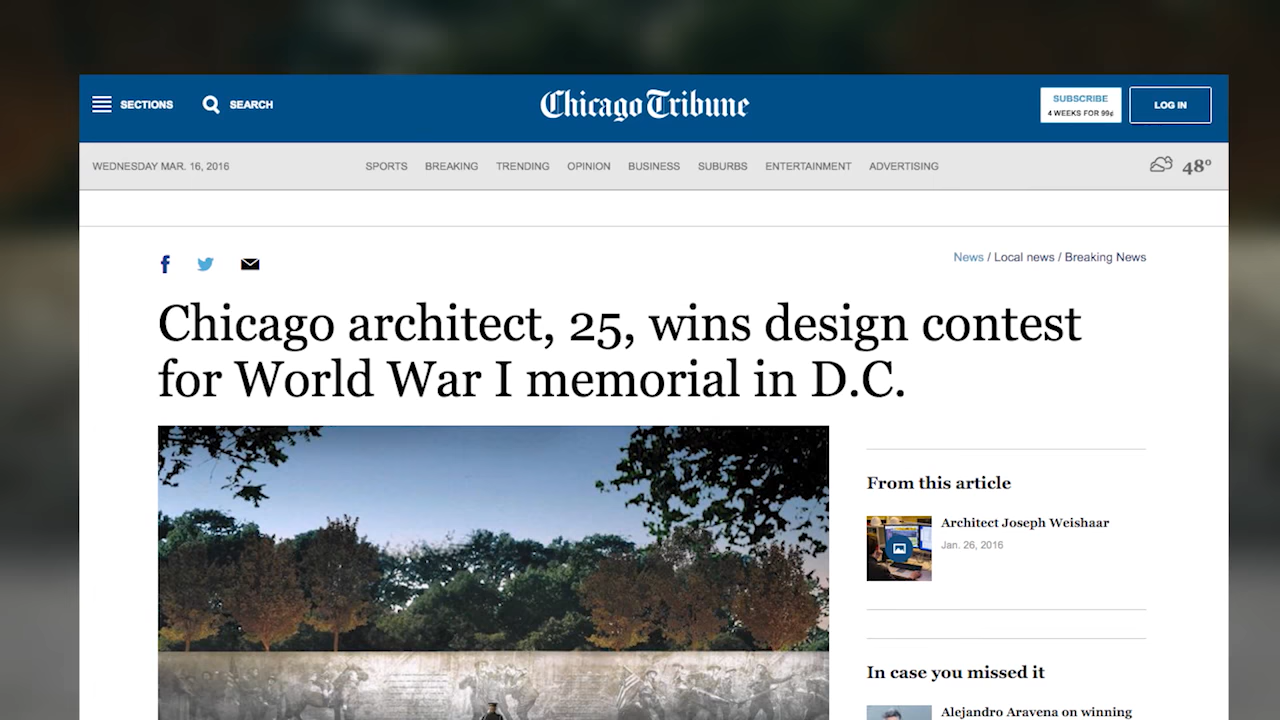 SECTIONS
SEARCH
Chicago Tribune
SUBSCRIBE
4 WEEKS FOR 99¢
LOG IN
WEDNESDAY MAR. 16, 2016
SPORTS BREAKING TRENDING OPINION BUSINESS SUBURBS ENTERTAINMENT ADVERTISING
48°
News / Local news / Breaking News
Chicago architect, 25, wins design contest
for World War I memorial in D.C.
From this article
Architect Joseph Weishaar
Jan. 26, 2016
In case you missed it
Alejandro Aravena on winning